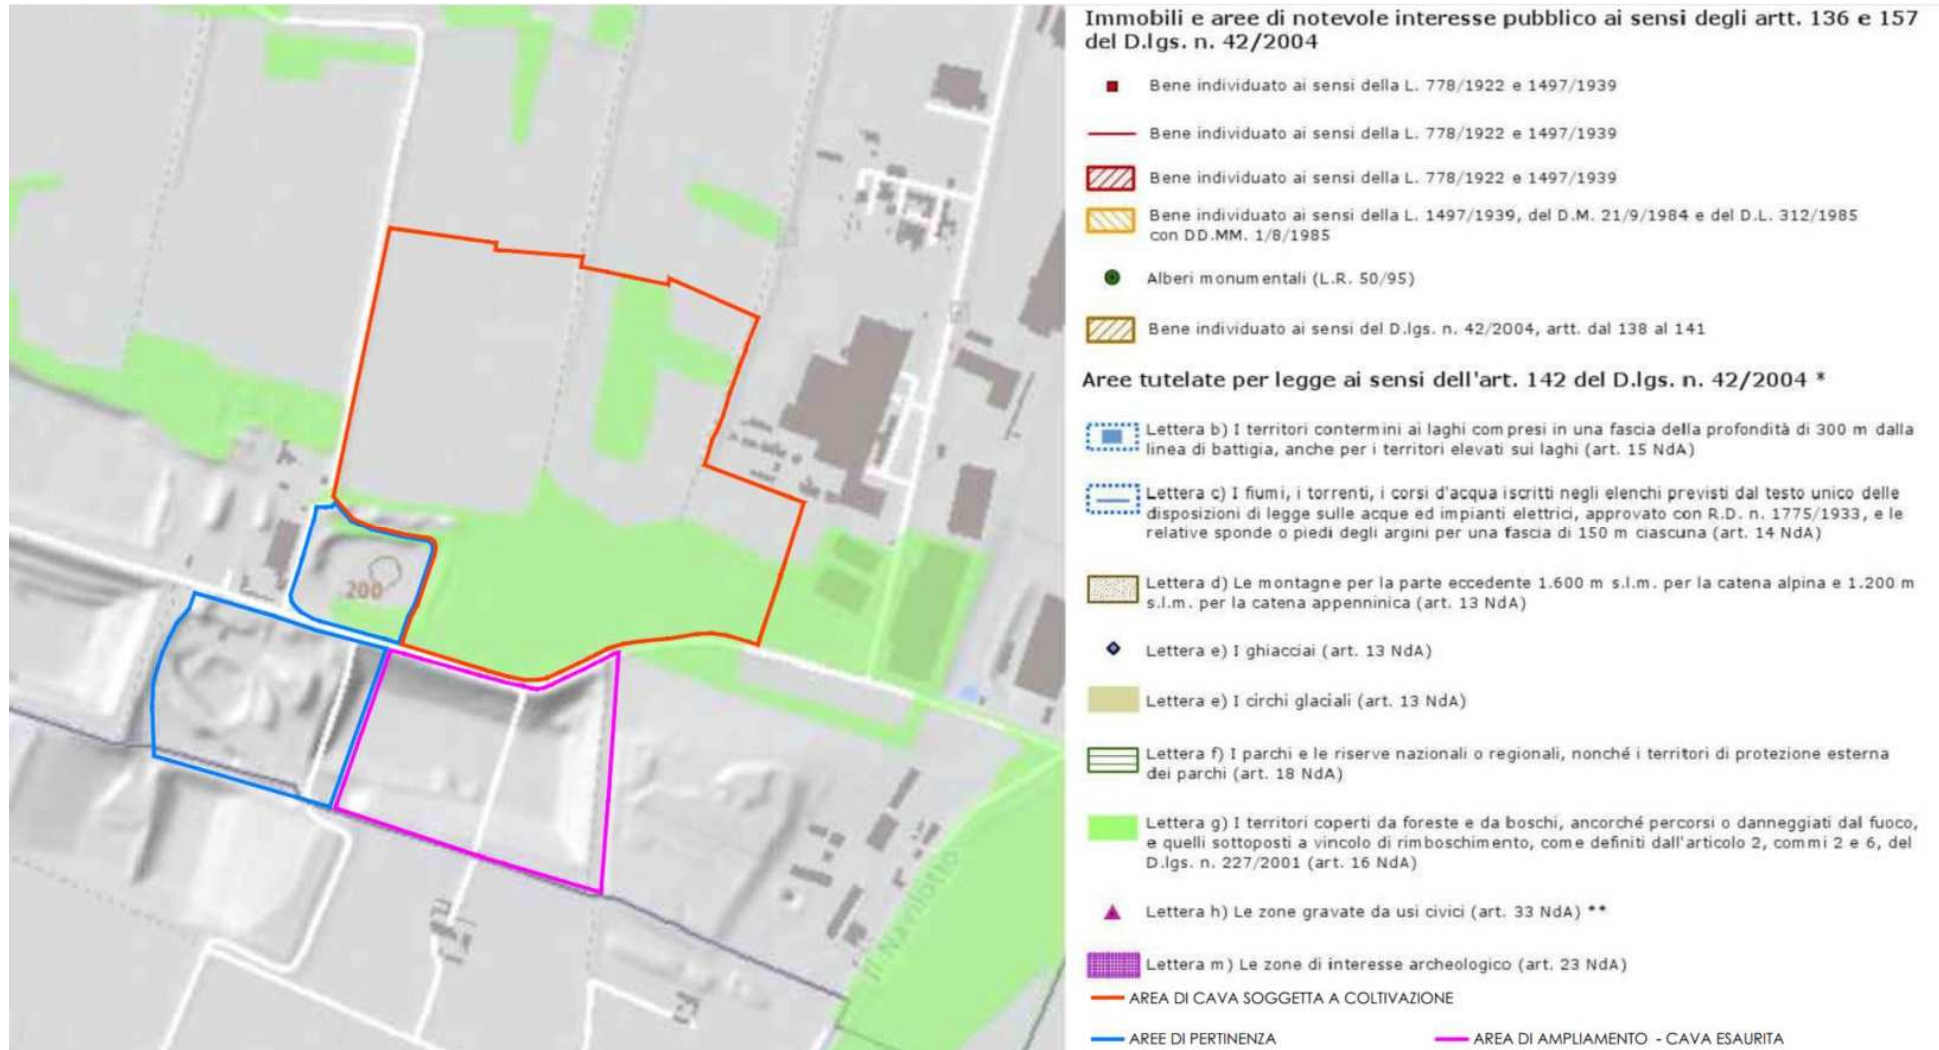 Immobili e aree di notevole interesse pubblico ai sensi degli artt. 136 e 157
del D.lgs. n. 42/2004
Bene individuato ai sensi della L. 778/1922 e 1497/1939
Bene individuato ai sensi della L. 778/1922 e 1497/1939
Bene individuato ai sensi della L. 778/1922 e 1497/1939
Bene individuato ai sensi della L. 1497/1939, del D.M. 21/9/1984 e del D.L. 312/1985
con DD.MM. 1/8/1985
Alberi monumentali (L.R. 50/95)
Bene individuato ai sensi del D.lgs. n. 42/2004, artt. dal 138 al 141
Aree tutelate per legge ai sensi dell'art. 142 del D.lgs. n. 42/2004 *
Lettera b) I territori contermini ai laghi compresi in una fascia della profondità di 300 m dalla
linea di battigia, anche per i territori elevati sui laghi (art. 15 NdA)
Lettera c) I fiumi, i torrenti, i corsi d'acqua iscritti negli elenchi previsti dal testo unico delle
disposizioni di legge sulle acque ed impianti elettrici, approvato con R.D. n. 1775/1933, e le
relative sponde o piedi degli argini per una fascia di 150 m ciascuna (art. 14 NdA)
Lettera d) Le montagne per la parte eccedente 1.600 m s.l.m. per la catena alpina e 1.200 m
s.l.m. per la catena appenninica (art. 13 NdA)
Lettera e) I ghiacciai (art. 13 NdA)
Lettera e) I circhi glaciali (art. 13 NdA)
Lettera f) I parchi e le riserve nazionali o regionali, nonché i territori di protezione esterna
dei parchi (art. 18 NdA)
Lettera g) I territori coperti da foreste e da boschi, ancorché percorsi o danneggiati dal fuoco,
e quelli sottoposti a vincolo di rimboschimento, come definiti dall'articolo 2, commi 2 e 6, del
D.lgs. n. 227/2001 (art. 16 NdA)
Lettera h) Le zone gravate da usi civici (art. 33 NdA) **
Lettera m) Le zone di interesse archeologico (art. 23 NdA)
AREA DI CAVA SOGGETTA A COLTIVAZIONE
AREE DI PERTINENZA
AREA DI AMPLIAMENTO - CAVA ESAURITA
200
Il Navilotto